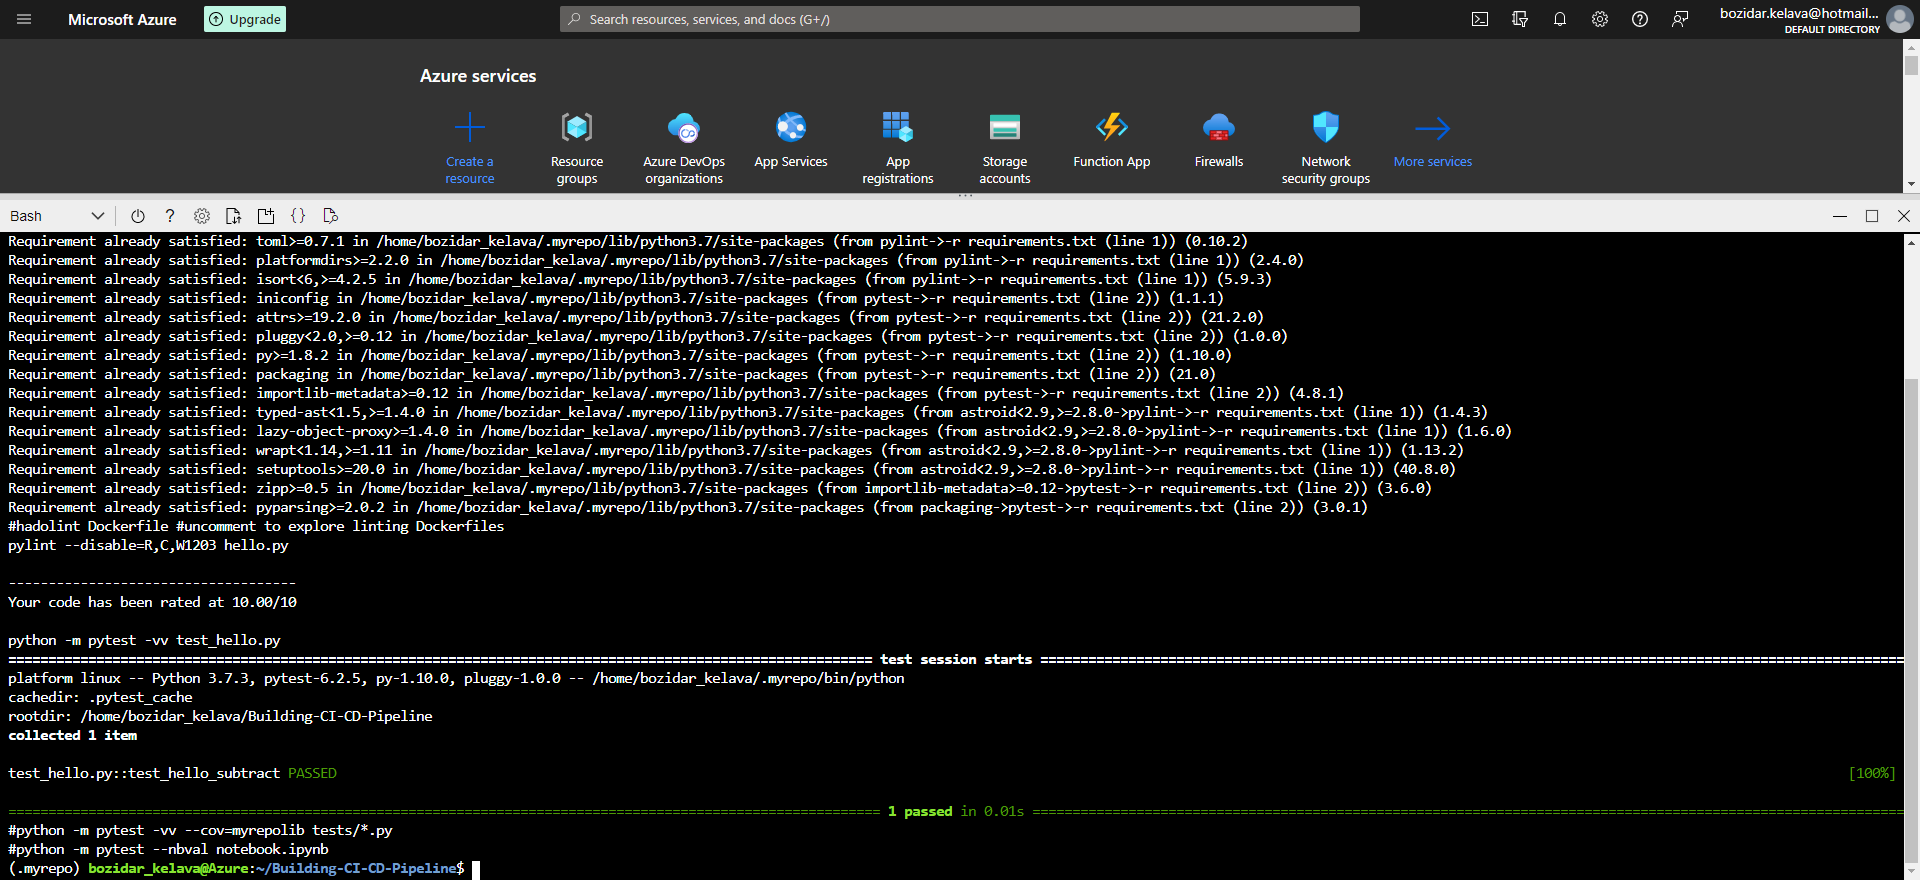 Microsoft Azure
Upgrade
Search resources, services, and docs (G+/)
bozidar.kelava@hotmail...
DEFAULT DIRECTORY
Azure services
Create a resource
Resource groups
Azure DevOps organizations
App Services
App registrations
Storage accounts
Function App
Firewalls
Network security groups
More services
Bash
Requirement already satisfied: toml>=0.7.1 in /home/bozidar_kelava/.myrepo/lib/python3.7/site-packages (from pylint->-r requirements.txt (line 1)) (0.10.2)
Requirement already satisfied: platformdirs>=2.2.0 in /home/bozidar_kelava/.myrepo/lib/python3.7/site-packages (from pylint->-r requirements.txt (line 1)) (2.4.0)
Requirement already satisfied: isort<6,>=4.2.5 in /home/bozidar_kelava/.myrepo/lib/python3.7/site-packages (from pylint->-r requirements.txt (line 1)) (5.9.3)
Requirement already satisfied: iniconfig in /home/bozidar_kelava/.myrepo/lib/python3.7/site-packages (from pytest->-r requirements.txt (line 2)) (1.1.1)
Requirement already satisfied: attrs>=19.2.0 in /home/bozidar_kelava/.myrepo/lib/python3.7/site-packages (from pytest->-r requirements.txt (line 2)) (21.2.0)
Requirement already satisfied: pluggy<2.0,>=0.12 in /home/bozidar_kelava/.myrepo/lib/python3.7/site-packages (from pytest->-r requirements.txt (line 2)) (1.0.0)
Requirement already satisfied: py>=1.8.2 in /home/bozidar_kelava/.myrepo/lib/python3.7/site-packages (from pytest->-r requirements.txt (line 2)) (1.10.0)
Requirement already satisfied: packaging in /home/bozidar_kelava/.myrepo/lib/python3.7/site-packages (from pytest->-r requirements.txt (line 2)) (21.0)
Requirement already satisfied: importlib-metadata>=0.12 in /home/bozidar_kelava/.myrepo/lib/python3.7/site-packages (from pytest->-r requirements.txt (line 2)) (4.8.1)
Requirement already satisfied: typed-ast<1.5,>=1.4.0 in /home/bozidar_kelava/.myrepo/lib/python3.7/site-packages (from astroid<2.9,>=2.8.0->pylint->-r requirements.txt (line 1)) (1.4.3)
Requirement already satisfied: lazy-object-proxy>=1.4.0 in /home/bozidar_kelava/.myrepo/lib/python3.7/site-packages (from astroid<2.9,>=2.8.0->pylint->-r requirements.txt (line 1)) (1.6.0)
Requirement already satisfied: wrapt<1.14,>=1.11 in /home/bozidar_kelava/.myrepo/lib/python3.7/site-packages (from astroid<2.9,>=2.8.0->pylint->-r requirements.txt (line 1)) (1.13.2)
Requirement already satisfied: setuptools>=20.0 in /home/bozidar_kelava/.myrepo/lib/python3.7/site-packages (from astroid<2.9,>=2.8.0->pylint->-r requirements.txt (line 1)) (40.8.0)
Requirement already satisfied: zipp>=0.5 in /home/bozidar_kelava/.myrepo/lib/python3.7/site-packages (from importlib-metadata>=0.12->pytest->-r requirements.txt (line 2)) (3.6.0)
Requirement already satisfied: pyparsing>=2.0.2 in /home/bozidar_kelava/.myrepo/lib/python3.7/site-packages (from packaging->pytest->-r requirements.txt (line 2)) (3.0.1)
#hadolint Dockerfile #uncomment to explore linting Dockerfiles
pylint --disable=R,C,W1203 hello.py
------------------------------------
Your code has been rated at 10.00/10
python -m pytest -vv test_hello.py
============ test session starts ============
platform linux -- Python 3.7.3, pytest-6.2.5, py-1.10.0, pluggy-1.0.0 -- /home/bozidar_kelava/.myrepo/bin/python
cachedir: .pytest_cache
rootdir: /home/bozidar_kelava/Building-CI-CD-Pipeline
collected 1 item
test_hello.py::test_hello_subtract PASSED [100%]
============ 1 passed in 0.01s ============
#python -m pytest -vv --cov=myrepolib tests/*.py
#python -m pytest --nbval notebook.ipynb
(.myrepo) bozidar_kelava@Azure:~/Building-CI-CD-Pipeline$